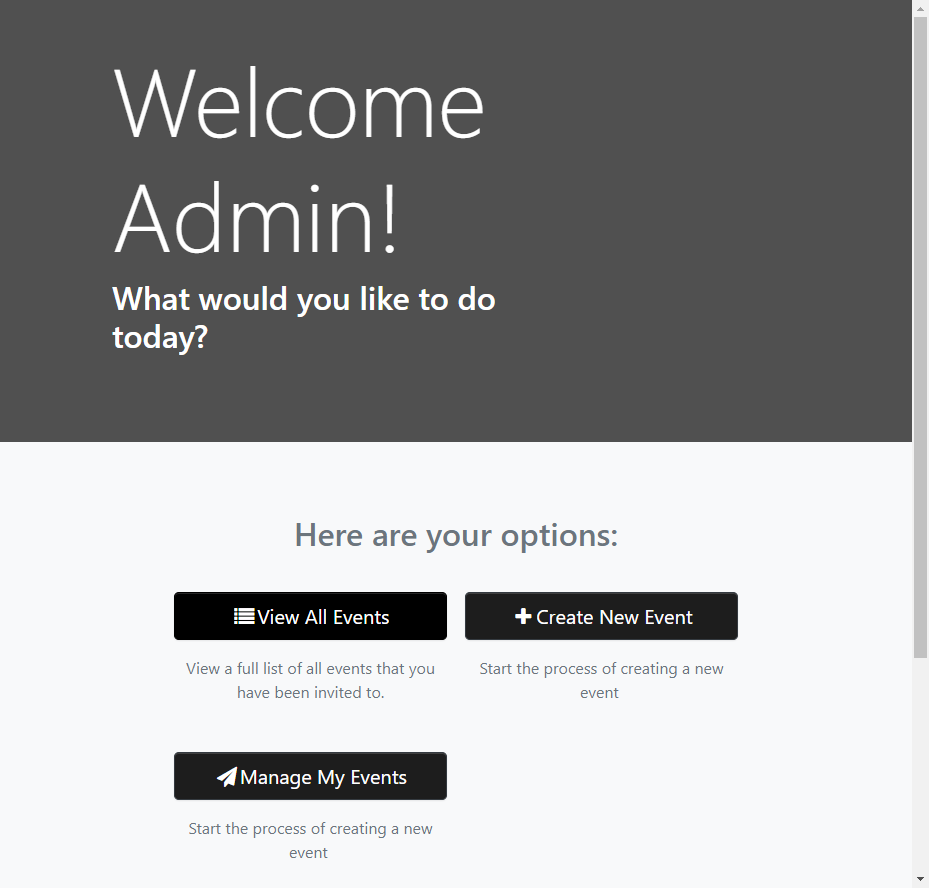 Welcome
Admin!
What would you like to do
today?
Here are your options:
View All Events
Create New Event
View a full list of all events that you
have been invited to.
Start the process of creating a new
event
Manage My Events
Start the process of creating a new
event